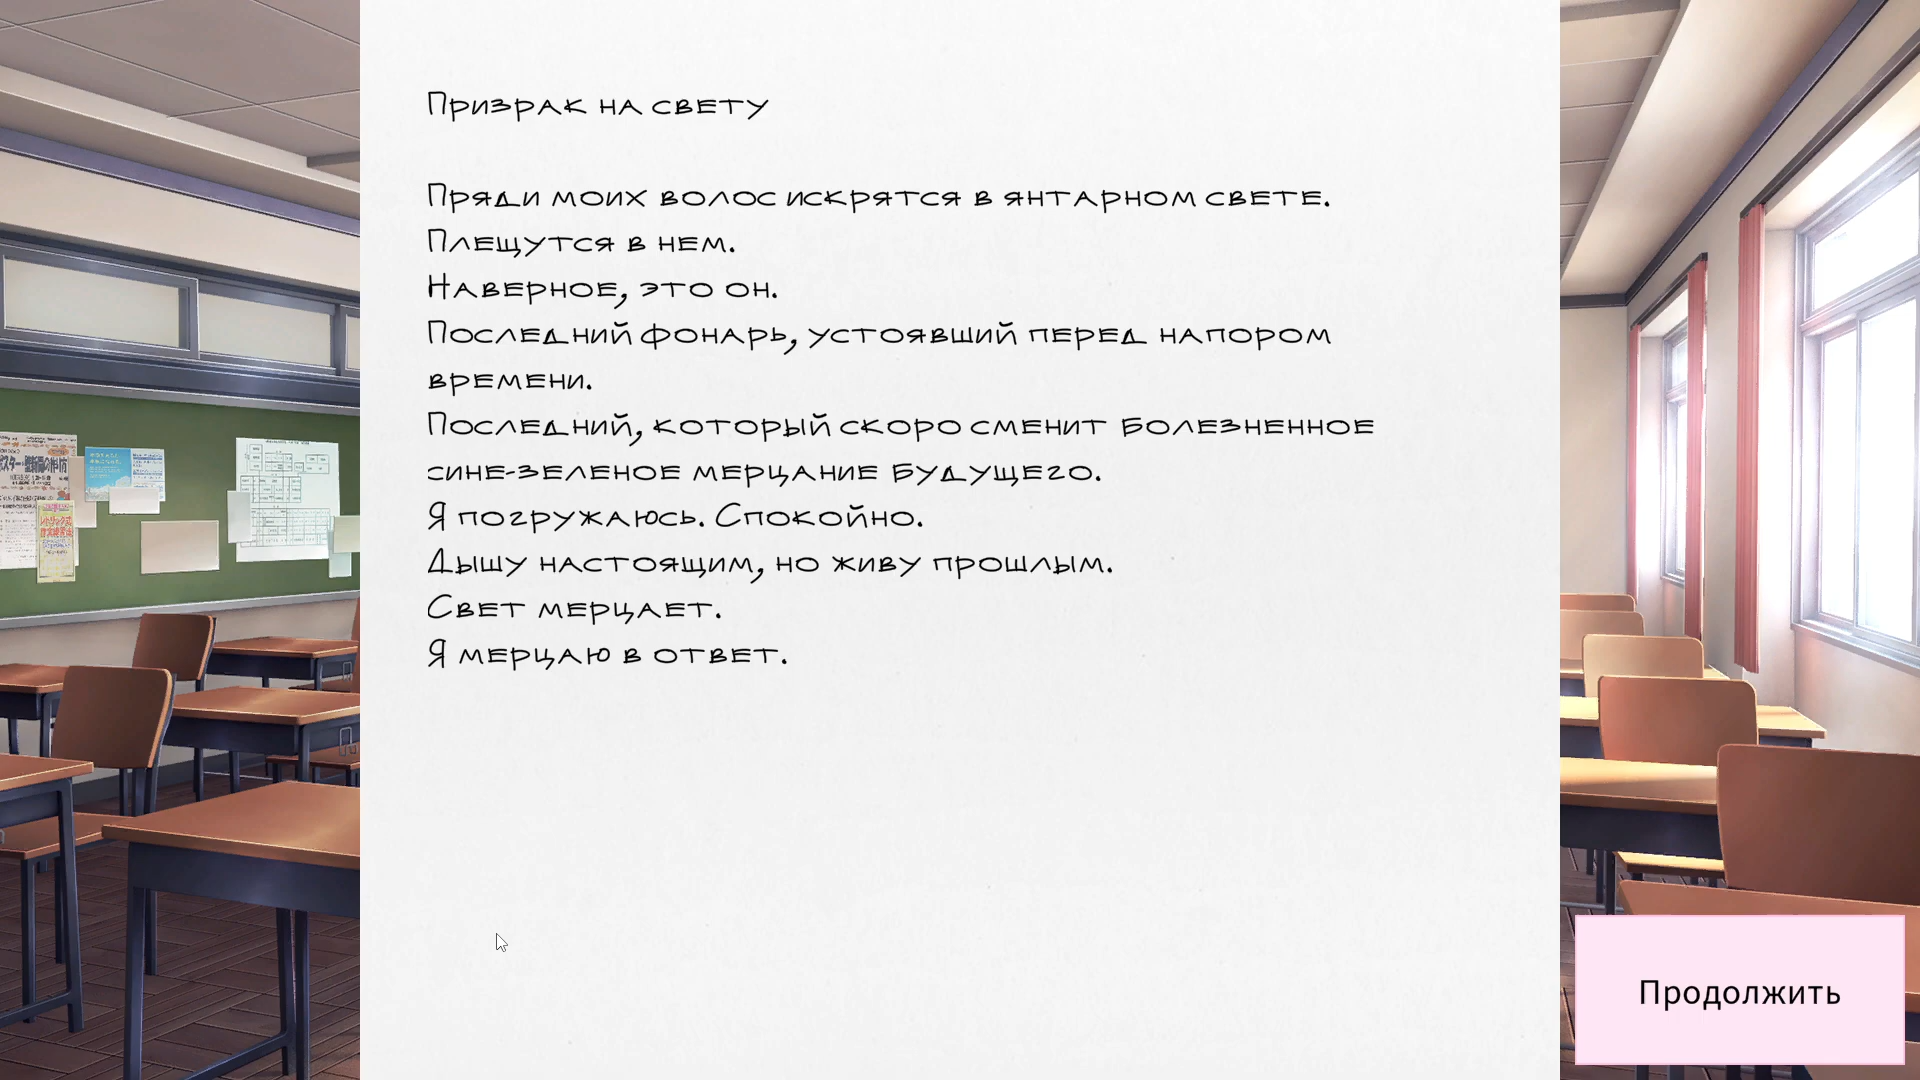 Призрак на свету
Пряди моих волос искрятся в янтарном свете.
Плещутся в нем.
Наверное, это он.
Последний фонарь, устоявший перед напором
времени.
Последний, который скоро сменит болезненное
сине-зеленое мерцание будущего.
Я погружаюсь. Спокойно.
Дышу настоящим, но живу прошлым.
Свет мерцает.
Я мерцаю в ответ.
Продолжить